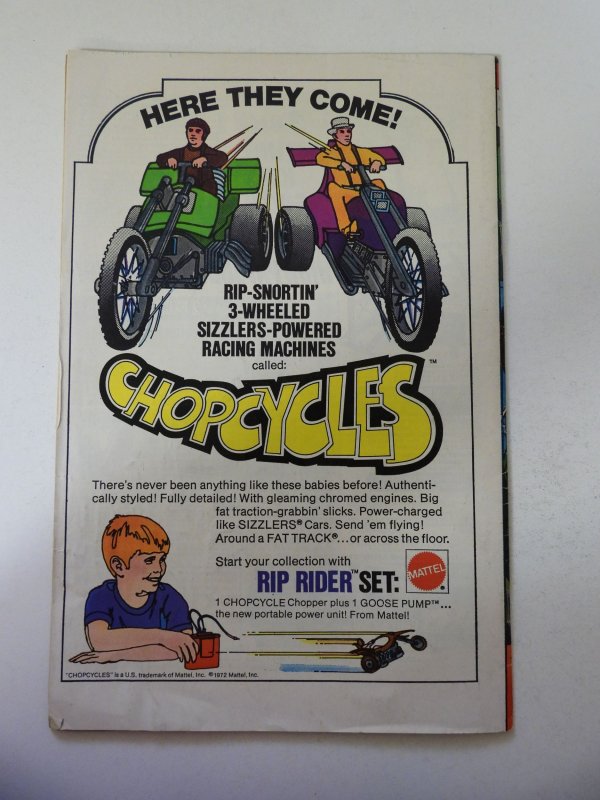 HERE THEY COME!
RIP-SNORTIN'
3-WHEELED
SIZZLERS-POWERED
RACING MACHINES
called:
CHOPCYCLES™
There's never been anything like these babies before! Authenti-
cally styled! Fully detailed! With gleaming chromed engines. Big
fat traction-grabbin' slicks. Power-charged
like SIZZLERS® Cars. Send 'em flying!
Around a FAT TRACK®...or across the floor.
Start your collection with
RIP RIDER™ SET:
MATTEL®
1 CHOPCYCLE Chopper plus 1 GOOSE PUMP™...
the new portable power unit! From Mattel!
"CHOPCYCLES" is a U.S. trademark of Mattel, Inc. ©1972 Mattel, Inc.